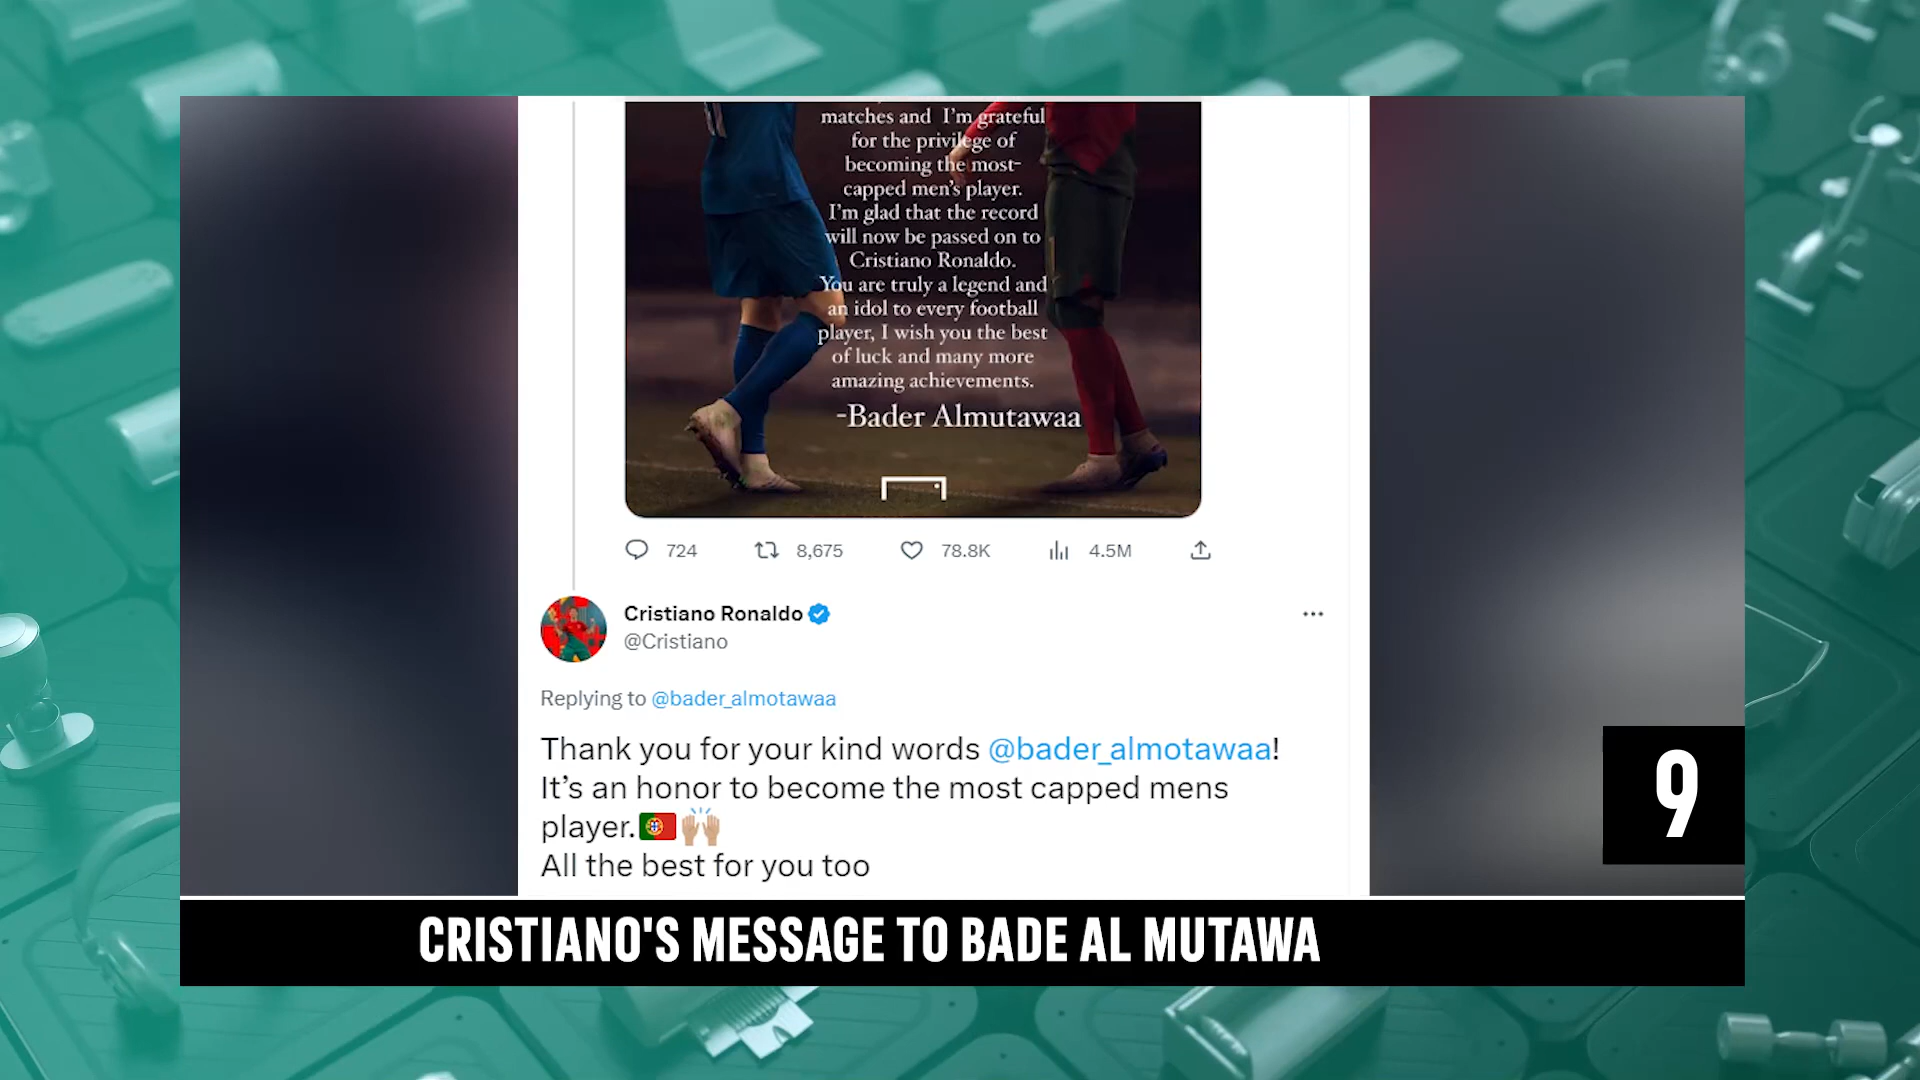 matches and I'm grateful
for the privilege of
becoming the most-
capped men's player.
I'm glad that the record
will now be passed on to
Cristiano Ronaldo.
You are truly a legend and
an idol to every football
player, I wish you the best
of luck and many more
amazing achievements.
-Bader Almutawaa
724 8,675 78.8K 4.5M
Cristiano Ronaldo
@Cristiano
Replying to @bader_almotawaa
Thank you for your kind words @bader_almotawaa!
It’s an honor to become the most capped mens
player.🇵🇹🙌🏼
All the best for you too
9
CRISTIANO'S MESSAGE TO BADE AL MUTAWA